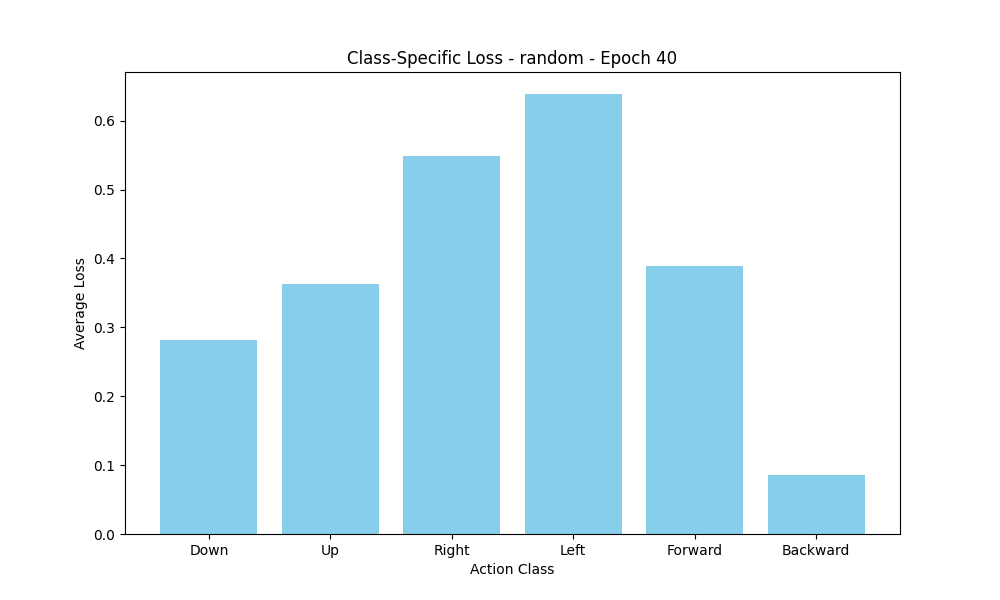 Class-Specific Loss - random - Epoch 40
Average Loss
0.6
0.5
0.4
0.3
0.2
0.1
0.0
Down Up Right Left Forward Backward
Action Class